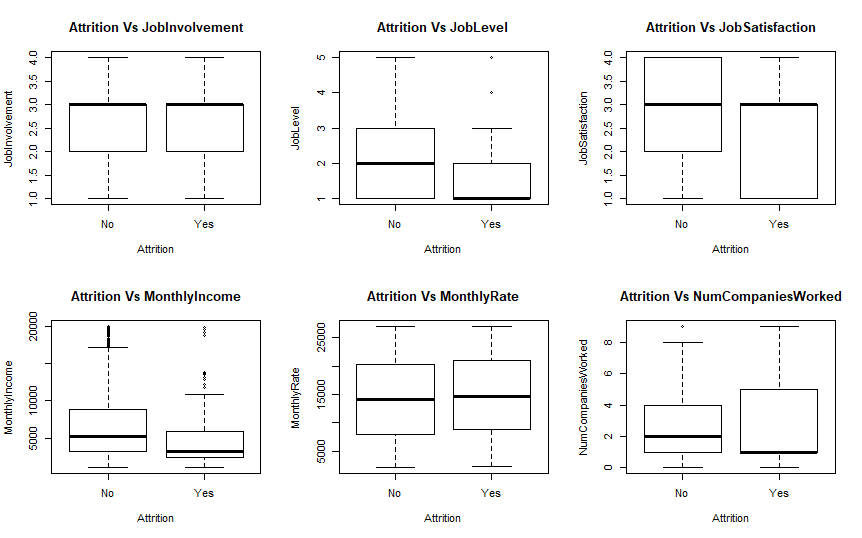 Attrition Vs JobInvolvement
JobInvolvement
4.0
3.5
3.0
2.5
2.0
1.5
1.0
No Yes
Attrition
Attrition Vs JobLevel
JobLevel
5
4
3
2
1
No Yes
Attrition
Attrition Vs JobSatisfaction
JobSatisfaction
4.0
3.5
3.0
2.5
2.0
1.5
1.0
No Yes
Attrition
Attrition Vs MonthlyIncome
MonthlyIncome
20000
10000
5000
No Yes
Attrition
Attrition Vs MonthlyRate
MonthlyRate
25000
15000
5000
No Yes
Attrition
Attrition Vs NumCompaniesWorked
NumCompaniesWorked
8
6
4
2
0
No Yes
Attrition